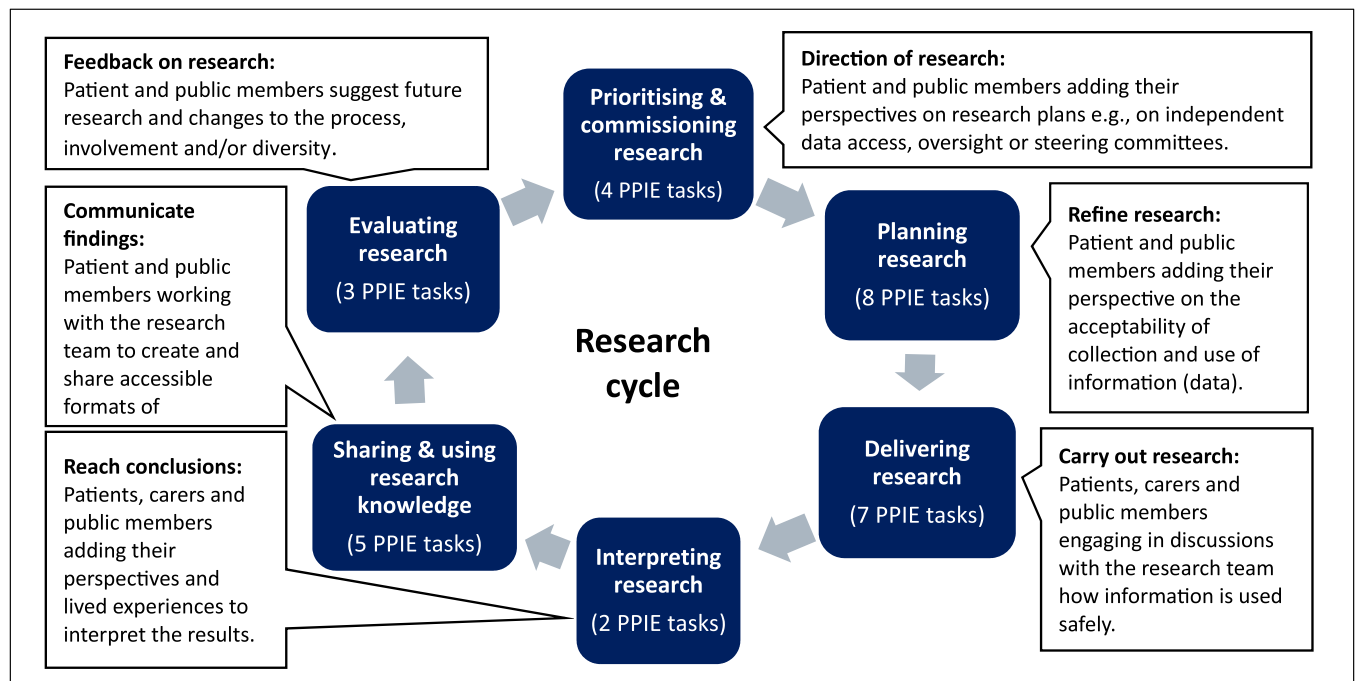 Feedback on research:
Patient and public members suggest future
research and changes to the process,
involvement and/or diversity.
Prioritising &
commissioning
research
(4 PPIE tasks)
Direction of research:
Patient and public members adding their
perspectives on research plans e.g., on independent
data access, oversight or steering committees.
Communicate
findings:
Patient and public
members working
with the research
team to create and
share accessible
formats of
Evaluating
research
(3 PPIE tasks)
Planning
research
(8 PPIE tasks)
Refine research:
Patient and public
members adding their
perspective on the
acceptability of
collection and use of
information (data).
Research
cycle
Reach conclusions:
Patients, carers and
public members
adding their
perspectives and
lived experiences to
interpret the results.
Sharing & using
research
knowledge
(5 PPIE tasks)
Interpreting
research
(2 PPIE tasks)
Delivering
research
(7 PPIE tasks)
Carry out research:
Patients, carers and
public members
engaging in discussions
with the research team
how information is used
safely.